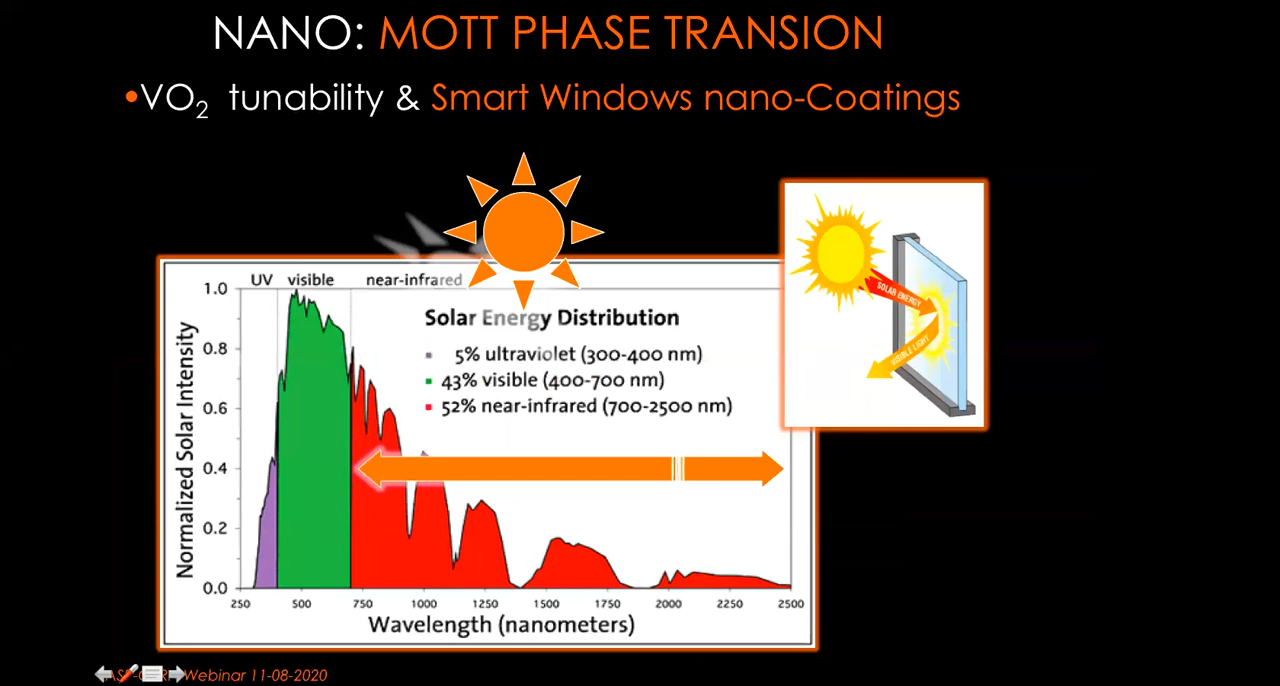 NANO: MOTT PHASE TRANSION
•VO₂ tunability & Smart Windows nano-Coatings
UV visible near-infrared
Solar Energy Distribution
5% ultraviolet (300-400 nm)
43% visible (400-700 nm)
52% near-infrared (700-2500 nm)
Normalized Solar Intensity
1.0
0.8
0.6
0.4
0.2
0.0
250 500 750 1000 1250 1500 1750 2000 2250 2500
Wavelength (nanometers)
SOLAR ENERGY
VISIBLE LIGHT
Webinar 11-08-2020